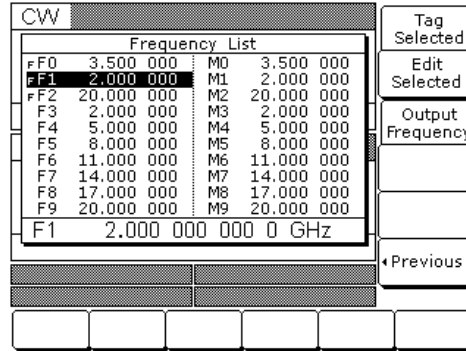 CW
Frequency List
FF0 3.500 000 M0 3.500 000
FF1 2.000 000 M1 2.000 000
FF2 20.000 000 M2 20.000 000
F3 2.000 000 M3 2.000 000
F4 5.000 000 M4 5.000 000
F5 8.000 000 M5 8.000 000
F6 11.000 000 M6 11.000 000
F7 14.000 000 M7 14.000 000
F8 17.000 000 M8 17.000 000
F9 20.000 000 M9 20.000 000
F1 2.000 000 000 0 GHz
Tag
Selected
Edit
Selected
Output
Frequency
Previous